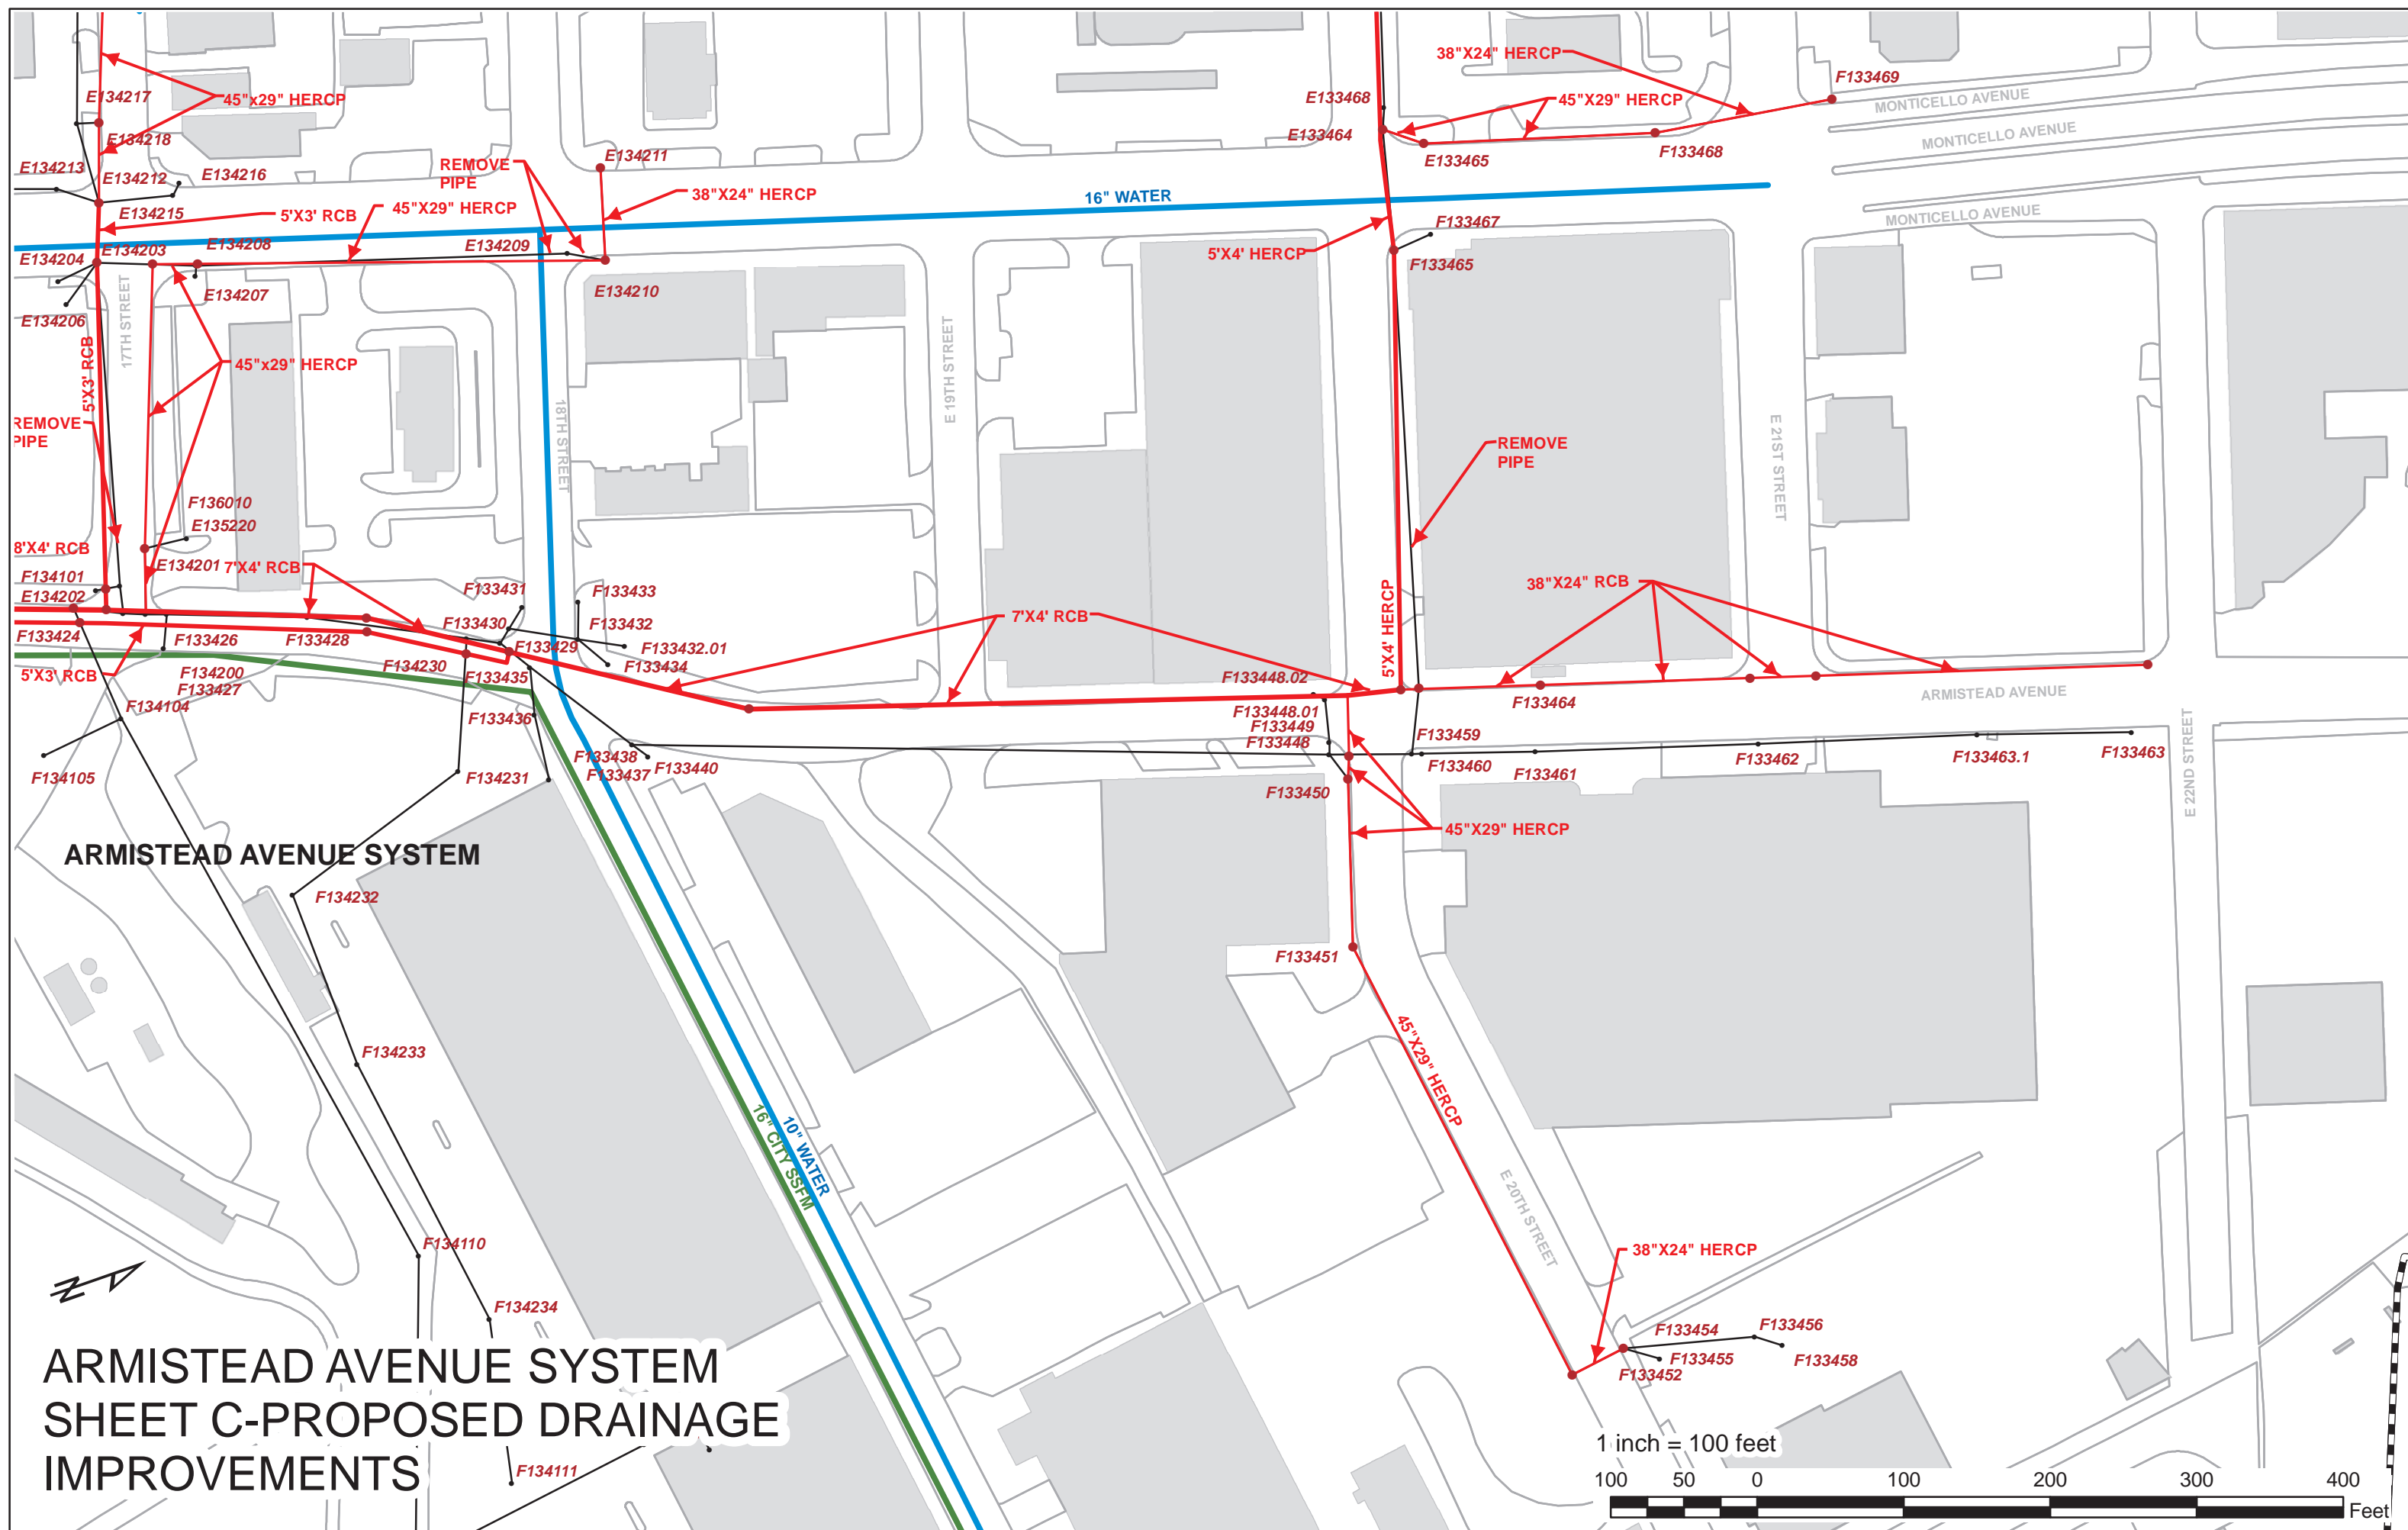 38"X24" HERCP
F133469
MONTICELLO AVENUE
E134217
45"x29" HERCP
E133468
45"X29" HERCP
MONTICELLO AVENUE
E134218
E133464
E133465
F133468
E134213
E134212
E134216
REMOVE
PIPE
E134211
38"X24" HERCP
16" WATER
E134215
5'X3' RCB
45"X29" HERCP
MONTICELLO AVENUE
F133467
E134204
E134203
E134208
E134209
5'X4' HERCP
F133465
E134207
E134210
E134206
17TH STREET
5'X3' RCB
45"x29" HERCP
E 19TH STREET
18TH STREET
REMOVE
PIPE
REMOVE
PIPE
E 21ST STREET
F136010
E135220
8'X4' RCB
E134201
7'X4' RCB
F134101
E134202
F133431
F133433
5'X4' HERCP
38"X24" RCB
7'X4' RCB
F133424
F133426
F133428
F133430
F133432
F133429
F133432.01
F133434
F134230
5'X3' RCB
F134200
F133427
F133435
F133448.02
F133464
ARMISTEAD AVENUE
F134104
F133436
F133448.01
F133449
F133448
F133459
E 22ND STREET
F134105
F134231
F133438
F133437
F133440
F133460
F133461
F133462
F133463.1
F133463
F133450
45"X29" HERCP
ARMISTEAD AVENUE SYSTEM
F134232
F133451
F134233
45"X29" HERCP
16" CITY SSFM
10" WATER
E 20TH STREET
F134110
38"X24" HERCP
N
F134234
F133454
F133456
F133455
F133458
F133452
ARMISTEAD AVENUE SYSTEM
SHEET C-PROPOSED DRAINAGE
IMPROVEMENTS
F134111
1 inch = 100 feet
100 50 0 100 200 300 400
Feet